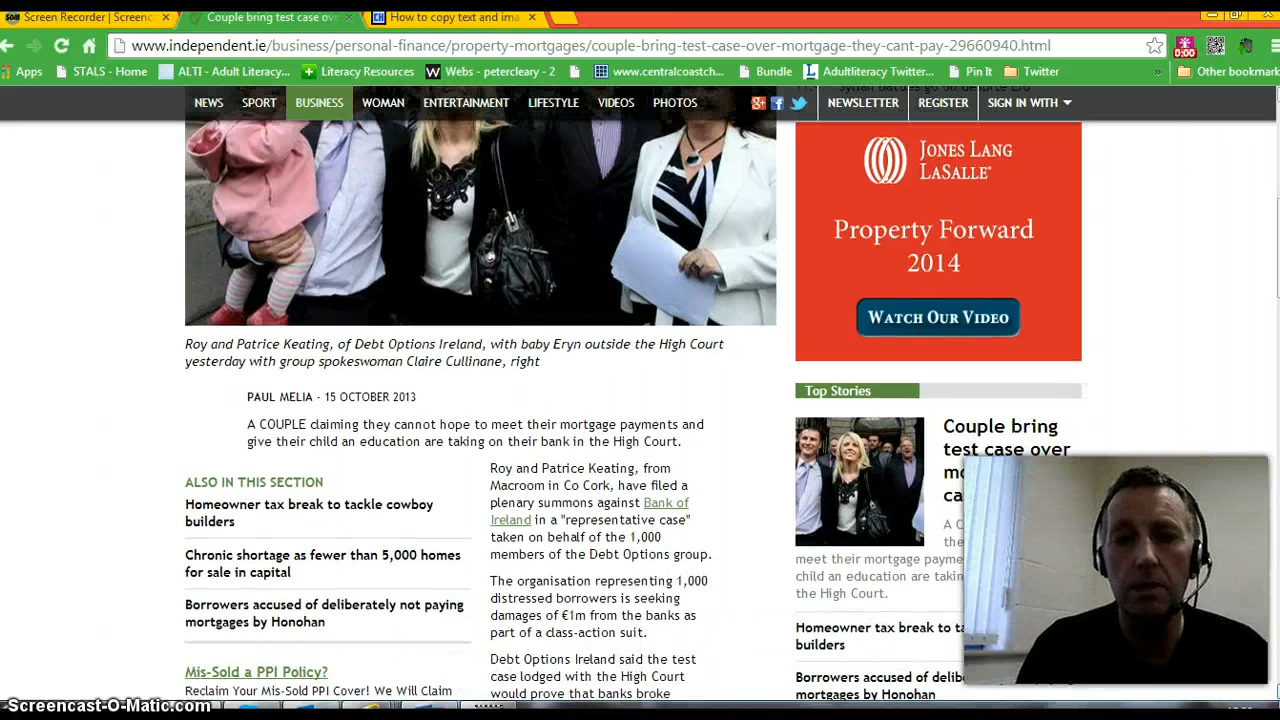 Screen Recorder | Screenc
Couple bring test case ov
How to copy text and ima
www.independent.ie/business/personal-finance/property-mortgages/couple-bring-test-case-over-mortgage-they-cant-pay-29660940.html
0:00
Apps
STALS - Home
ALTI - Adult Literacy...
Literacy Resources
Webs - petercleary - 2
www.centralcoastch...
Bundle
Adultliteracy Twitter...
Pin It
Twitter
»
Other bookmark
NEWS SPORT BUSINESS WOMAN ENTERTAINMENT LIFESTYLE VIDEOS PHOTOS
NEWSLETTER REGISTER SIGN IN WITH
JONES LANG
LASALLE®
Property Forward
2014
WATCH OUR VIDEO
Roy and Patrice Keating, of Debt Options Ireland, with baby Eryn outside the High Court
yesterday with group spokeswoman Claire Cullinane, right
PAUL MELIA - 15 OCTOBER 2013
A COUPLE claiming they cannot hope to meet their mortgage payments and
give their child an education are taking on their bank in the High Court.
ALSO IN THIS SECTION
Homeowner tax break to tackle cowboy
builders
Chronic shortage as fewer than 5,000 homes
for sale in capital
Borrowers accused of deliberately not paying
mortgages by Honohan
Mis-Sold a PPI Policy?
Reclaim Your Mis-Sold PPI Cover! We Will Claim
Roy and Patrice Keating, from
Macroom in Co Cork, have filed a
plenary summons against Bank of
Ireland in a "representative case"
taken on behalf of the 1,000
members of the Debt Options group.
The organisation representing 1,000
distressed borrowers is seeking
damages of €1m from the banks as
part of a class-action suit.
Debt Options Ireland said the test
case lodged with the High Court
would prove that banks broke
Top Stories
Couple bring
test case over
meet their mortgage payme
child an education are takin
the High Court.
Homeowner tax break to ta
builders
Borrowers accused of delib
mortgages by Honohan
Screencast-O-Matic.com